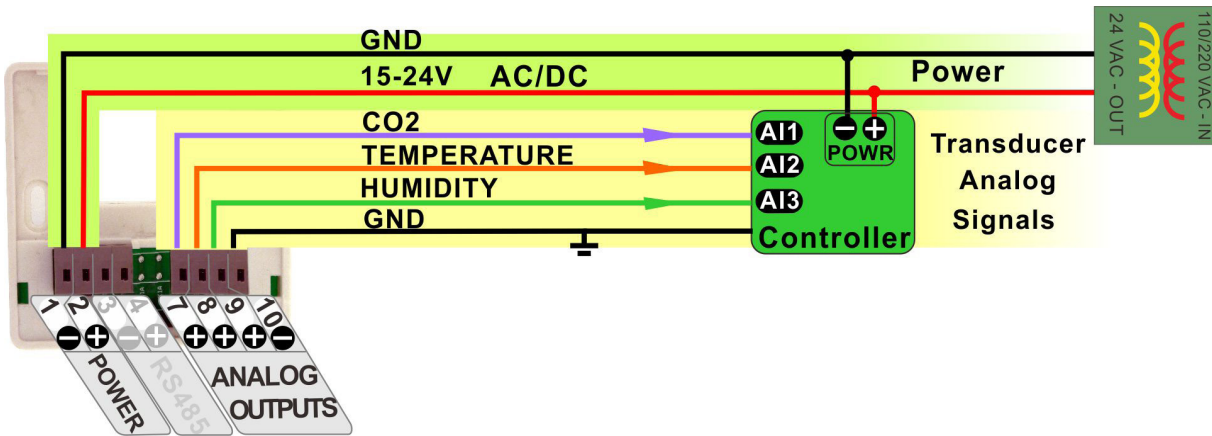 GND
15-24V AC/DC
Power
110/220 VAC - IN
24 VAC - OUT
CO2
TEMPERATURE
HUMIDITY
GND
AI1
AI2
AI3
POWR
Controller
Transducer
Analog
Signals
1 2 3 4 7 8 9 10
POWER
RS485
ANALOG
OUTPUTS